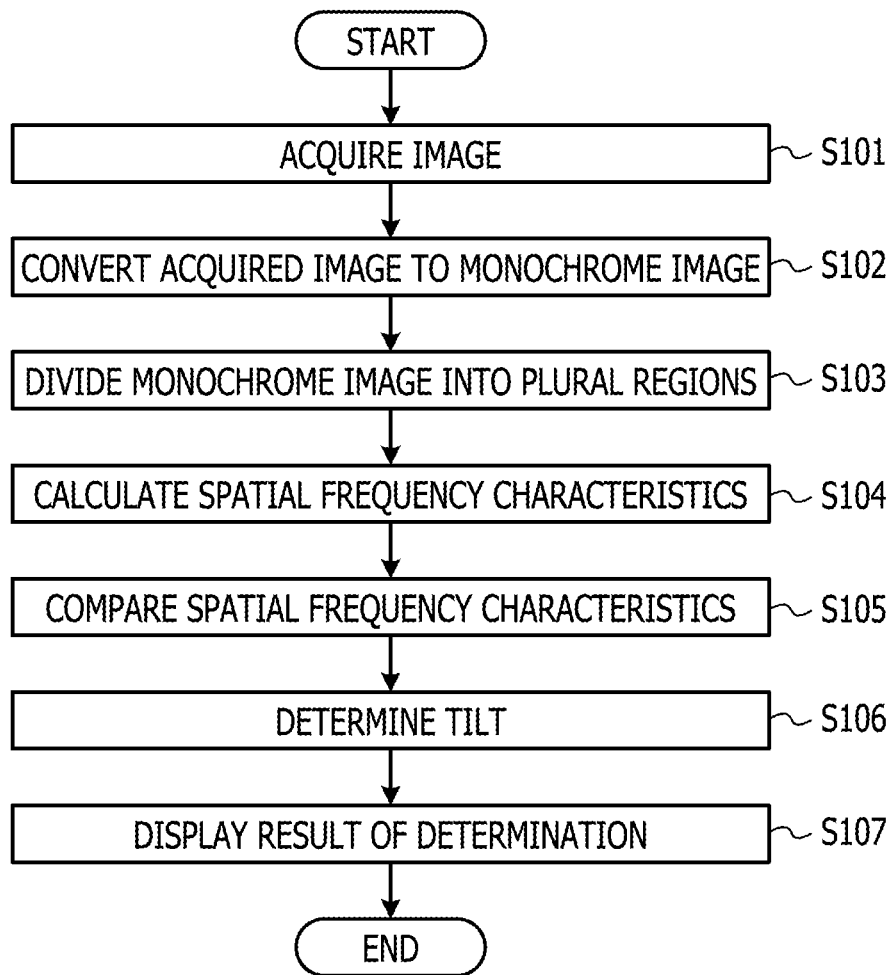 START
ACQUIRE IMAGE
S101
CONVERT ACQUIRED IMAGE TO MONOCHROME IMAGE
S102
DIVIDE MONOCHROME IMAGE INTO PLURAL REGIONS
S103
CALCULATE SPATIAL FREQUENCY CHARACTERISTICS
S104
COMPARE SPATIAL FREQUENCY CHARACTERISTICS
S105
DETERMINE TILT
S106
DISPLAY RESULT OF DETERMINATION
S107
END